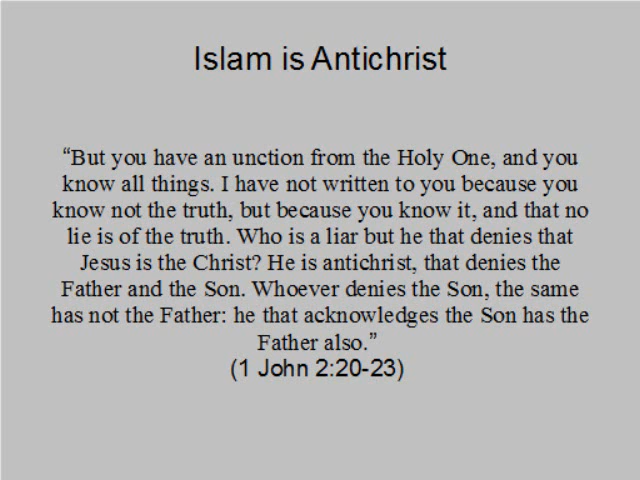 Islam is Antichrist
“But you have an unction from the Holy One, and you
know all things. I have not written to you because you
know not the truth, but because you know it, and that no
lie is of the truth. Who is a liar but he that denies that
Jesus is the Christ? He is antichrist, that denies the
Father and the Son. Whoever denies the Son, the same
has not the Father: he that acknowledges the Son has the
Father also.”
(1 John 2:20-23)